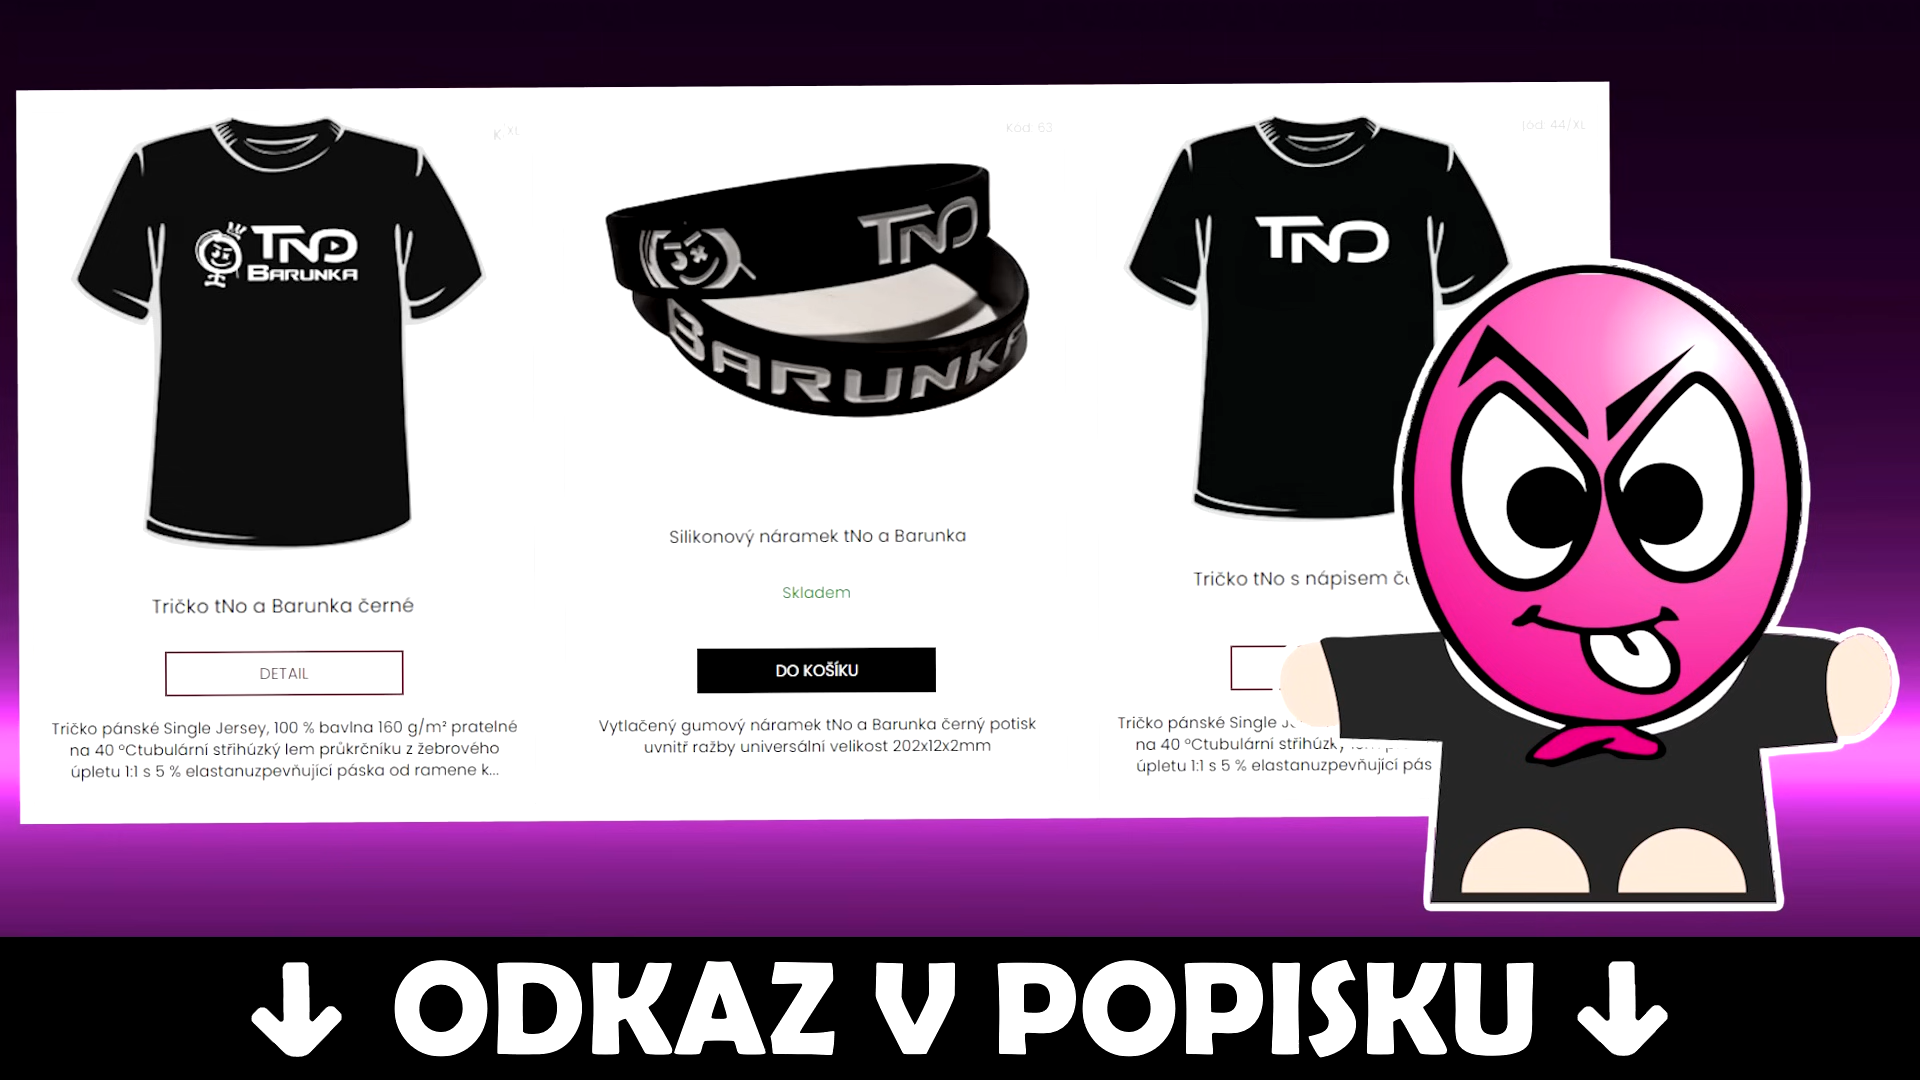 K XL
TNO
BARUNKA
Tričko tNo a Barunka černé
DETAIL
Tričko pánské Single Jersey, 100 % bavlna 160 g/m² pratelné
na 40 °Ctubulární střihúzký lem průkrčníku z žebrového
úpletu 1:1 s 5 % elastanuzpevňující páska od ramene k...
Kód: 63
TNO
BARUNKA
Silikonový náramek tNo a Barunka
Skladem
DO KOŠÍKU
Vytlačený gumový náramek tNo a Barunka černý potisk
uvnitř ražby universální velikost 202x12x2mm
44/XL
TNO
Tričko tNo s nápisem
Tričko pánské Single
na 40 °Ctubulární střihúzký
úpletu 1:1 s 5 % elastanuzpevňující pás
↓ ODKAZ V POPISKU ↓